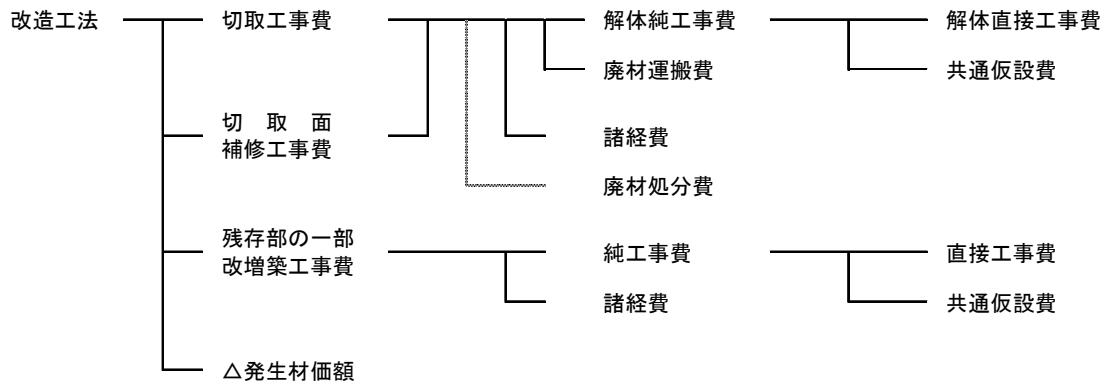 改造工法 切取工事費 解体純工事費 解体直接工事費
廃材運搬費 共通仮設費
切　取　面
補修工事費
諸経費
廃材処分費
残存部の一部
改増築工事費
純工事費 直接工事費
諸経費 共通仮設費
△発生材価額